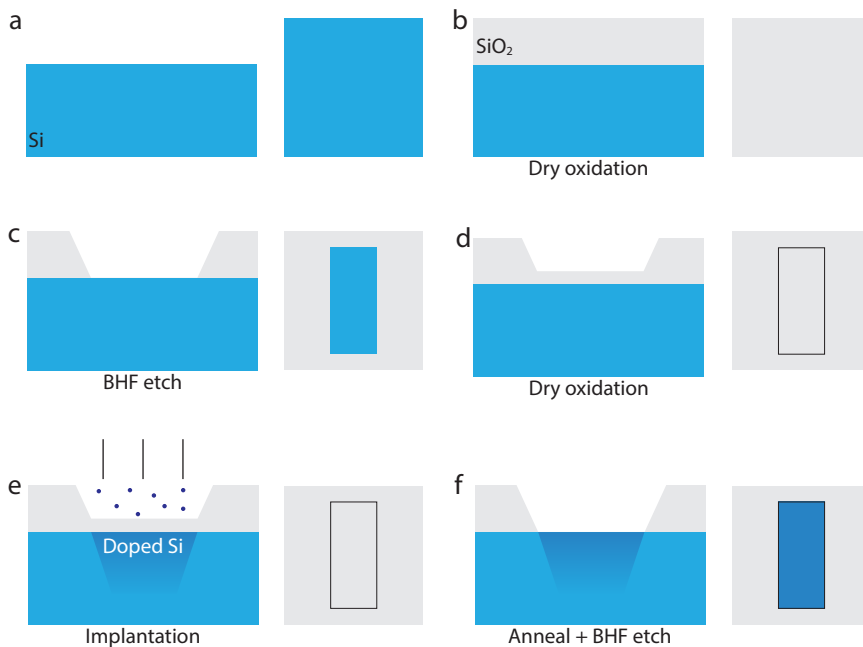 a
Si
b
SiO₂
Dry oxidation
c
BHF etch
d
Dry oxidation
e
Doped Si
Implantation
f
Anneal + BHF etch